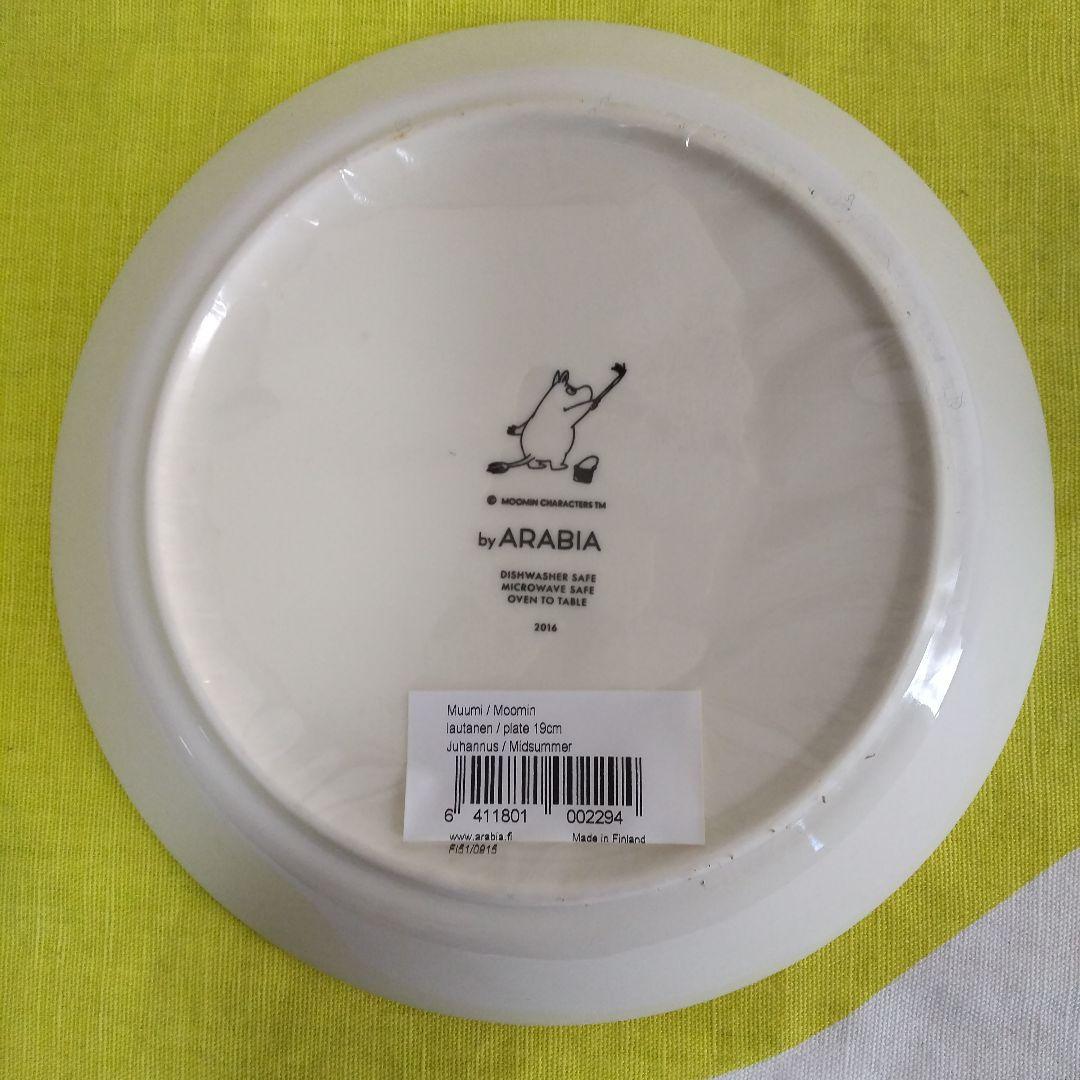 © MOOMIN CHARACTERS TM
by ARABIA
DISHWASHER SAFE
MICROWAVE SAFE
OVEN TO TABLE
2016
Muumi / Moomin
lautanen / plate 19cm
Juhannus / Midsummer
6 411801 002294
www.arabia.fi Made in Finland
FI51/0915